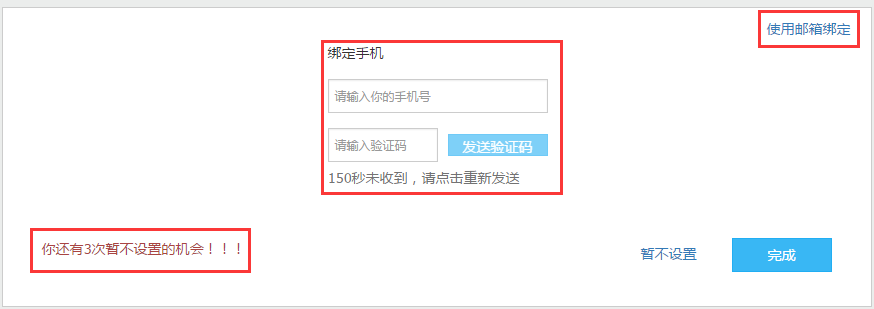 使用邮箱绑定
绑定手机
请输入你的手机号
请输入验证码 发送验证码
150秒未收到，请点击重新发送
你还有3次暂不设置的机会！！！ 暂不设置 完成